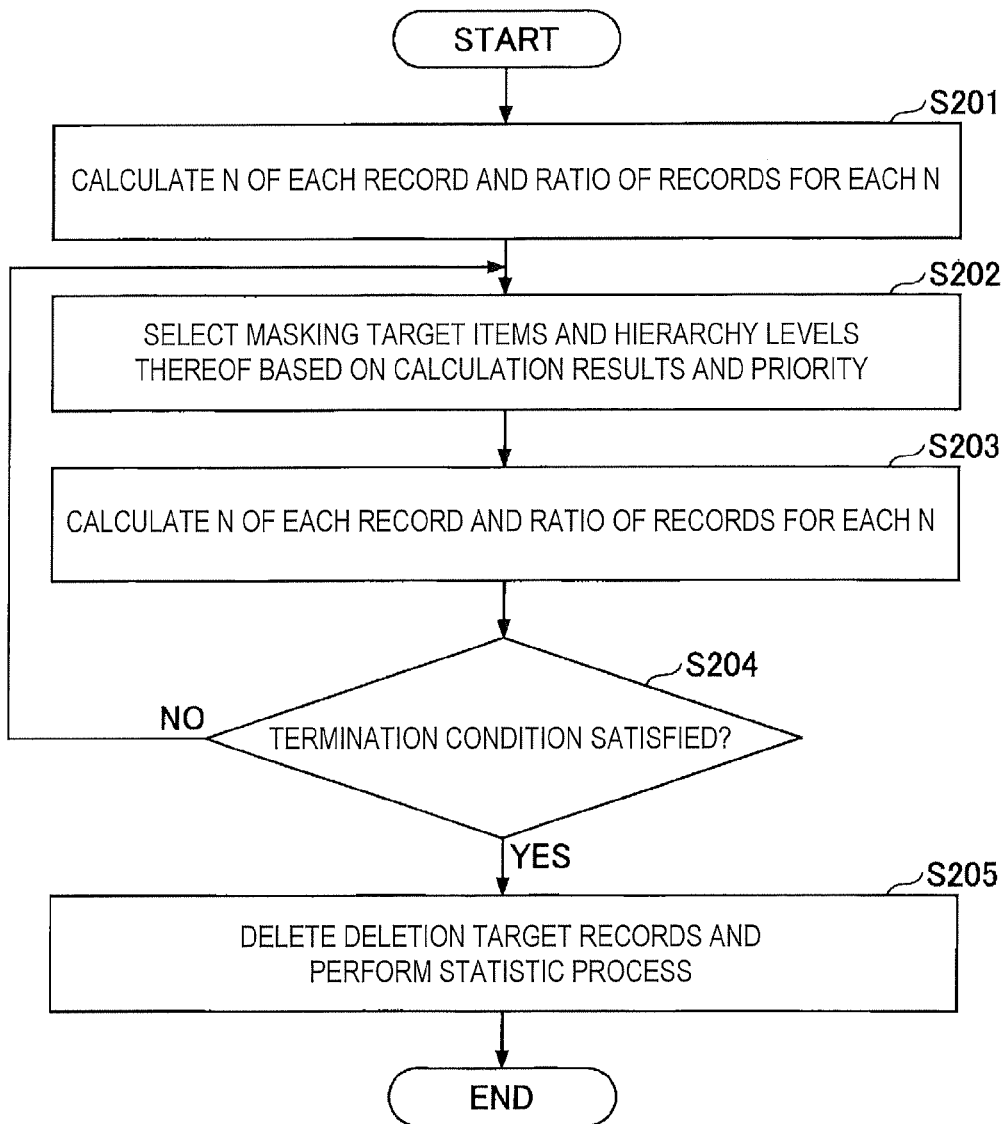 START
S201
CALCULATE N OF EACH RECORD AND RATIO OF RECORDS FOR EACH N
S202
SELECT MASKING TARGET ITEMS AND HIERARCHY LEVELS
THEREOF BASED ON CALCULATION RESULTS AND PRIORITY
S203
CALCULATE N OF EACH RECORD AND RATIO OF RECORDS FOR EACH N
S204
NO
TERMINATION CONDITION SATISFIED?
YES
S205
DELETE DELETION TARGET RECORDS AND
PERFORM STATISTIC PROCESS
END